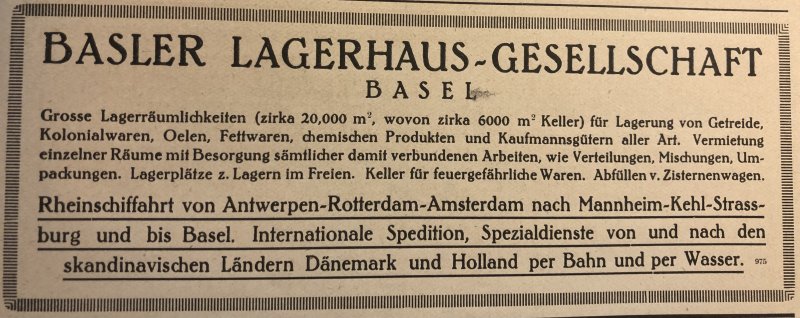 BASLER LAGERHAUS-GESELLSCHAFT
BASEL
Grosse Lagerräumlichkeiten (zirka 20,000 m², wovon zirka 6000 m² Keller) für Lagerung von Getreide,
Kolonialwaren, Oelen, Fettwaren, chemischen Produkten und Kaufmannsgütern aller Art. Vermietung
einzelner Räume mit Besorgung sämtlicher damit verbundenen Arbeiten, wie Verteilungen, Mischungen, Um-
packungen. Lagerplätze z. Lagern im Freien. Keller für feuergefährliche Waren. Abfüllen v. Zisternenwagen.
Rheinschiffahrt von Antwerpen-Rotterdam-Amsterdam nach Mannheim-Kehl-Strass-
burg und bis Basel. Internationale Spedition, Spezialdienste von und nach den
skandinavischen Ländern Dänemark und Holland per Bahn und per Wasser. 975